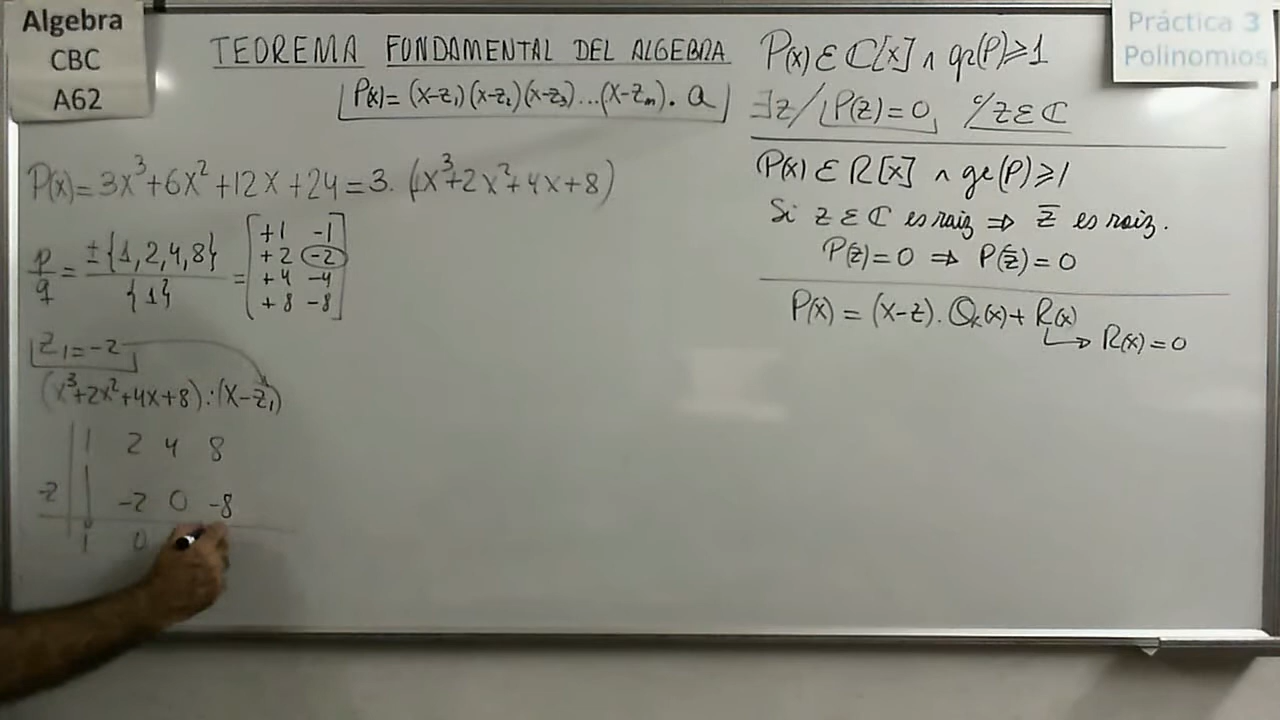 Algebra
CBC
A62
TEOREMA FUNDAMENTAL DEL ALGEBRA
P(x)=(x-z₁)(x-z₂)(x-z₃)...(x-zₘ).a
P(x)=3x³+6x²+12x+24=3.(1x³+2x²+4x+8)
p/q = ±{1,2,4,8}/{1} = [
+1 -1
+2 -2
+4 -4
+8 -8
]
z₁=-2
(x³+2x²+4x+8):(x-z₁)
1 2 4 8
-2 -2 0 -8
1 0
Práctica 3
Polinomios
P(x) ∈ ℂ[x] ∧ gr(P)≥1
∃z/P(z)=0, c/z∈ℂ
P(x) ∈ R[x] ∧ gr(P)≥1
Si z ∈ ℂ es raiz ⇒ z̄ es raiz.
P(z)=0 ⇒ P(z̄)=0
P(x)=(x-z).Qₖ(x)+R(x)
↳ R(x)=0